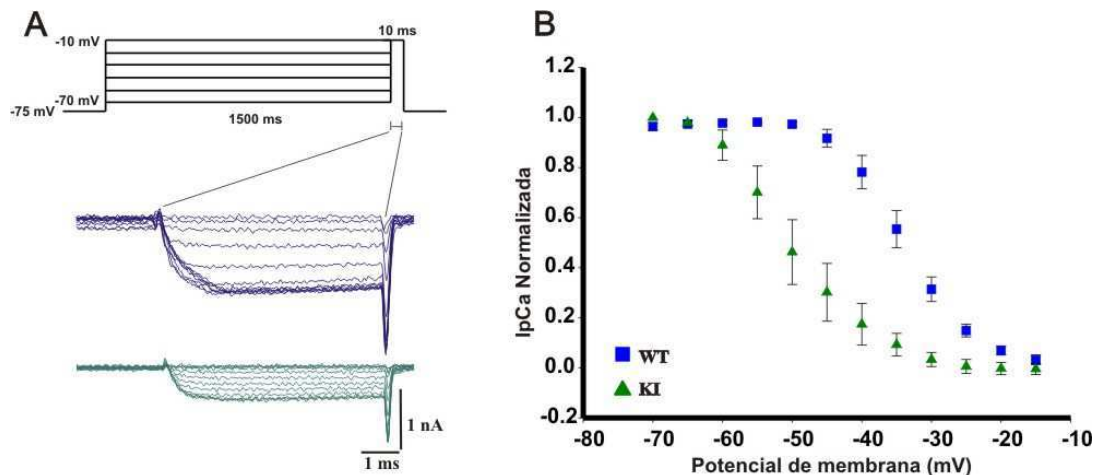 A
-10 mV
10 ms
-70 mV
-75 mV
1500 ms
1 nA
1 ms
B
IpCa Normalizada
1.2
1.0
0.8
0.6
0.4
0.2
0.0
-0.2
WT
KI
-80 -70 -60 -50 -40 -30 -20 -10
Potencial de membrana (mV)